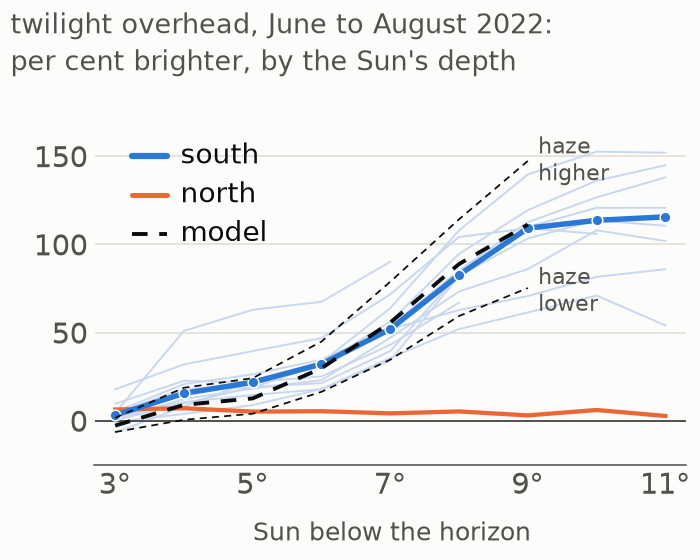 twilight overhead, June to August 2022:
per cent brighter, by the Sun's depth
150
100
50
0
south
north
model
haze
higher
haze
lower
3°
5°
7°
9°
11°
Sun below the horizon